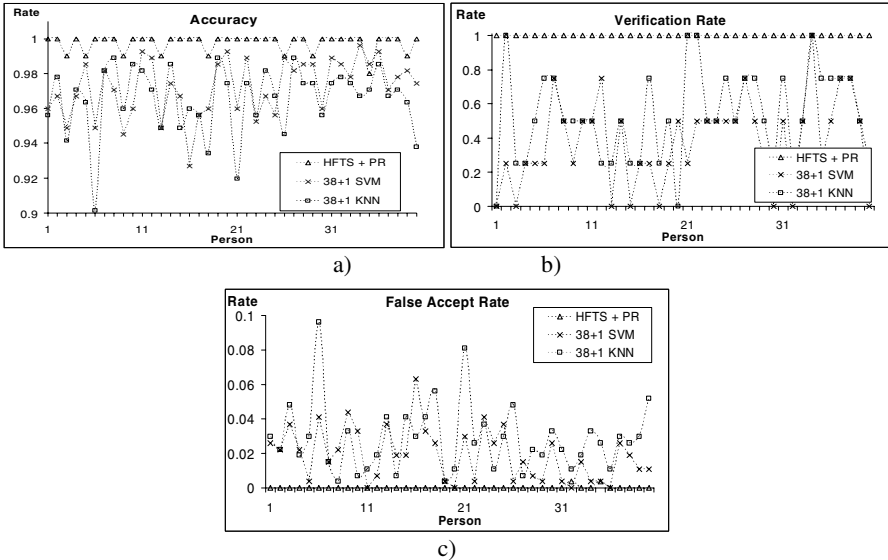 Accuracy
Rate
1
0.98
0.96
0.94
0.92
0.9
HFTS + PR
38+1 SVM
38+1 KNN
1 11 21 31
Person
a)
Verification Rate
Rate
1
0.8
0.6
0.4
0.2
0
HFTS + PR
38+1 SVM
38+1 KNN
1 11 21 31
Person
b)
False Accept Rate
Rate
0.1
0.08
0.06
0.04
0.02
0
HFTS + PR
38+1 SVM
38+1 KNN
1 11 21 31
Person
c)